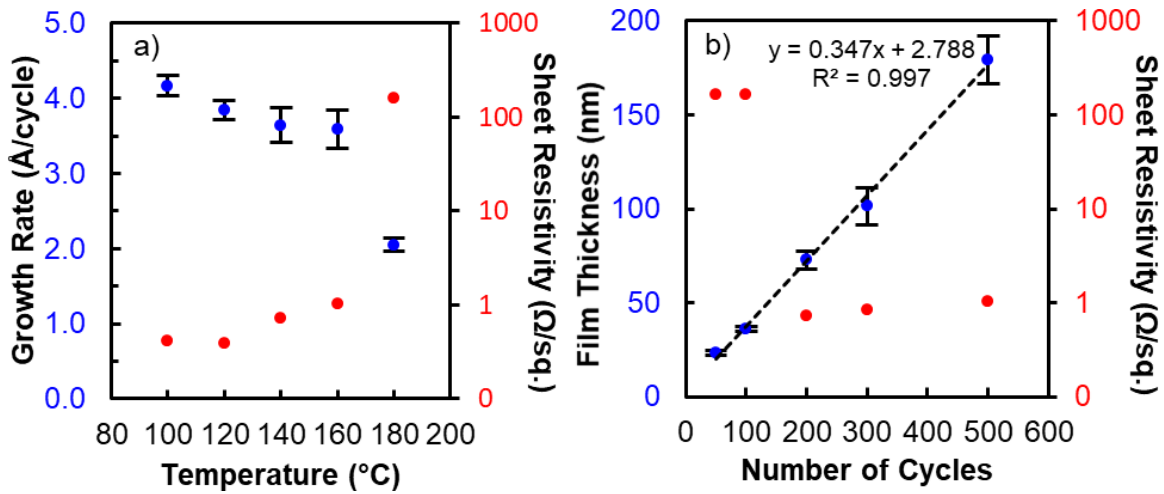 a)
5.0
4.0
3.0
2.0
1.0
0.0
Growth Rate (Å/cycle)
1000
100
10
1
0
Sheet Resistivity (Ω/sq.)
80 100 120 140 160 180 200
Temperature (°C)
b)
y = 0.347x + 2.788
R² = 0.997
200
150
100
50
0
Film Thickness (nm)
1000
100
10
1
0
Sheet Resistivity (Ω/sq.)
0 100 200 300 400 500 600
Number of Cycles